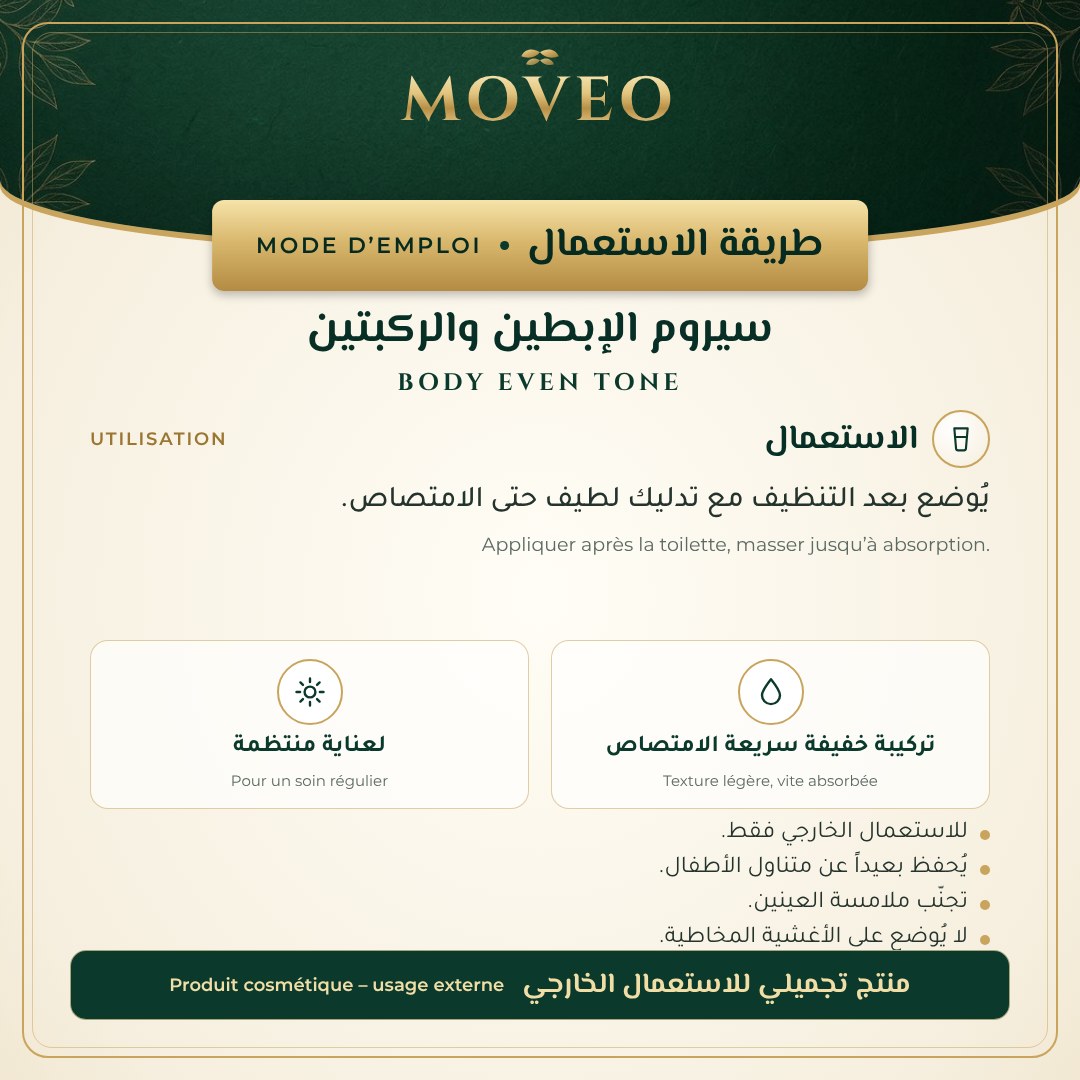 MOVEO
طريقة الاستعمال • MODE D’EMPLOI
سيروم الإبطين والركبتين
BODY EVEN TONE
الاستعمال
UTILISATION
يُوضع بعد التنظيف مع تدليك لطيف حتى الامتصاص.
Appliquer après la toilette, masser jusqu’à absorption.
تركيبة خفيفة سريعة الامتصاص
Texture légère, vite absorbée
لعناية منتظمة
Pour un soin régulier
للاستعمال الخارجي فقط.
يُحفظ بعيداً عن متناول الأطفال.
تجنّب ملامسة العينين.
لا يُوضع على الأغشية المخاطية.
منتج تجميلي للاستعمال الخارجي Produit cosmétique – usage externe